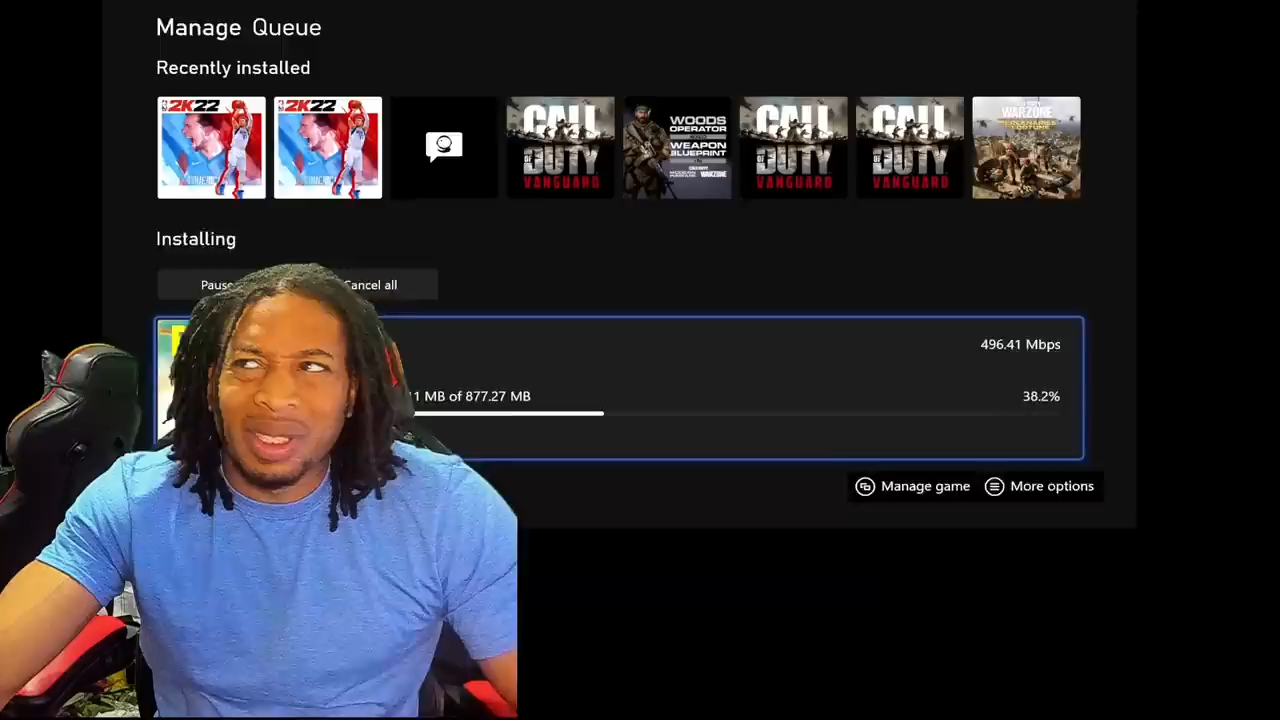 Manage Queue
Recently installed
2K22
2K22
CALL OF DUTY VANGUARD
WOODS OPERATOR
WEAPON BLUEPRINT
WARZONE
CALL OF DUTY VANGUARD
CALL OF DUTY VANGUARD
WARZONE
Installing
Cancel all
496.41 Mbps
MB of 877.27 MB
38.2%
Manage game
More options